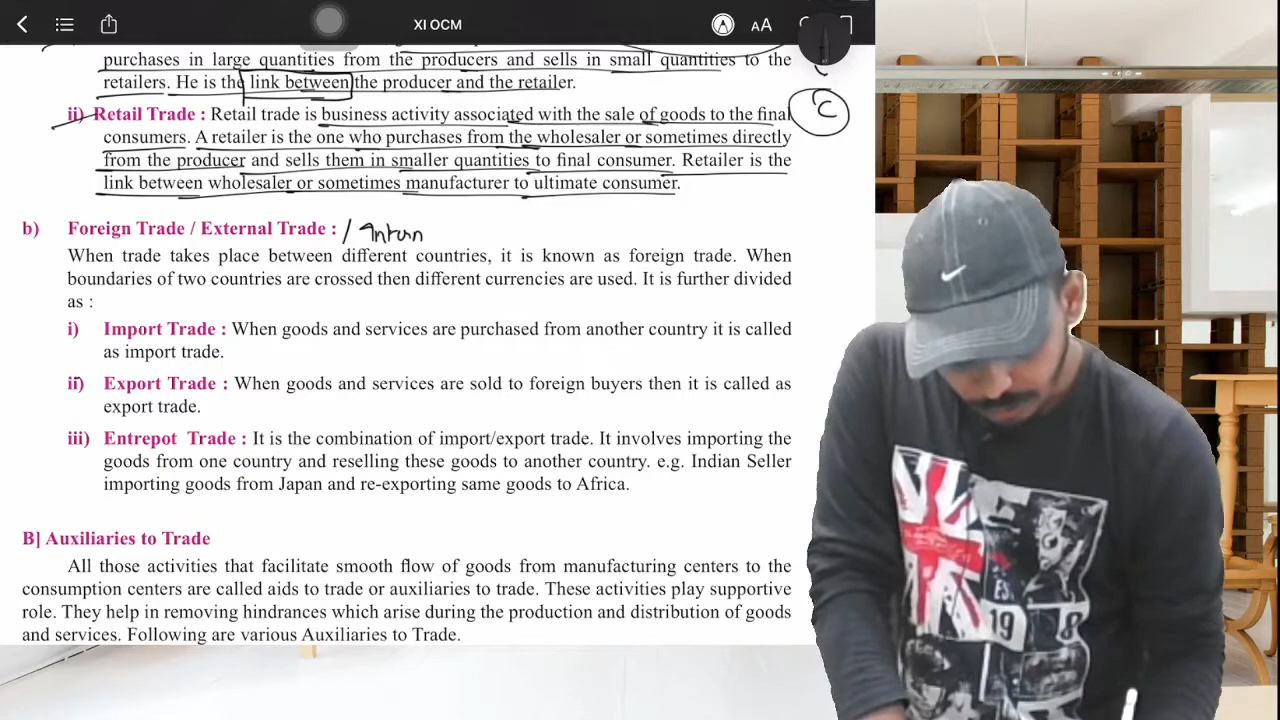 XI OCM
AA
purchases in large quantities from the producers and sells in small quantities to the
retailers. He is the link between the producer and the retailer.
ii) Retail Trade : Retail trade is business activity associated with the sale of goods to the final
consumers. A retailer is the one who purchases from the wholesaler or sometimes directly
from the producer and sells them in smaller quantities to final consumer. Retailer is the
link between wholesaler or sometimes manufacturer to ultimate consumer.
C
b) Foreign Trade / External Trade : /
When trade takes place between different countries, it is known as foreign trade. When
boundaries of two countries are crossed then different currencies are used. It is further divided
as :
i) Import Trade : When goods and services are purchased from another country it is called
as import trade.
ii) Export Trade : When goods and services are sold to foreign buyers then it is called as
export trade.
iii) Entrepot Trade : It is the combination of import/export trade. It involves importing the
goods from one country and reselling these goods to another country. e.g. Indian Seller
importing goods from Japan and re-exporting same goods to Africa.
B] Auxiliaries to Trade
All those activities that facilitate smooth flow of goods from manufacturing centers to the
consumption centers are called aids to trade or auxiliaries to trade. These activities play supportive
role. They help in removing hindrances which arise during the production and distribution of goods
and services. Following are various Auxiliaries to Trade.
19
8